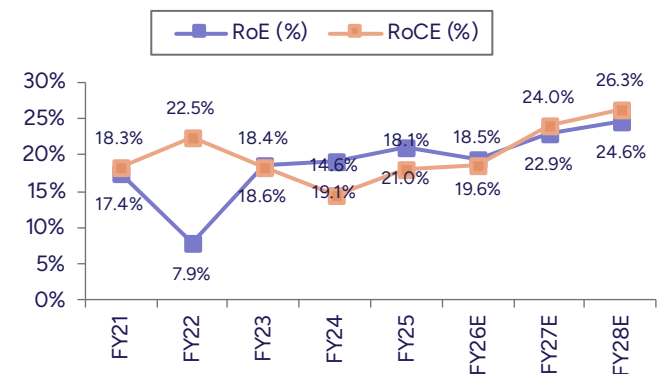 RoE (%) RoCE (%)
30%
25%
20%
15%
10%
5%
0%
18.3% 22.5% 18.4% 14.6% 18.1% 18.5% 24.0% 26.3%
17.4% 7.9% 18.6% 19.1% 21.0% 19.6% 22.9% 24.6%
FY21 FY22 FY23 FY24 FY25 FY26E FY27E FY28E